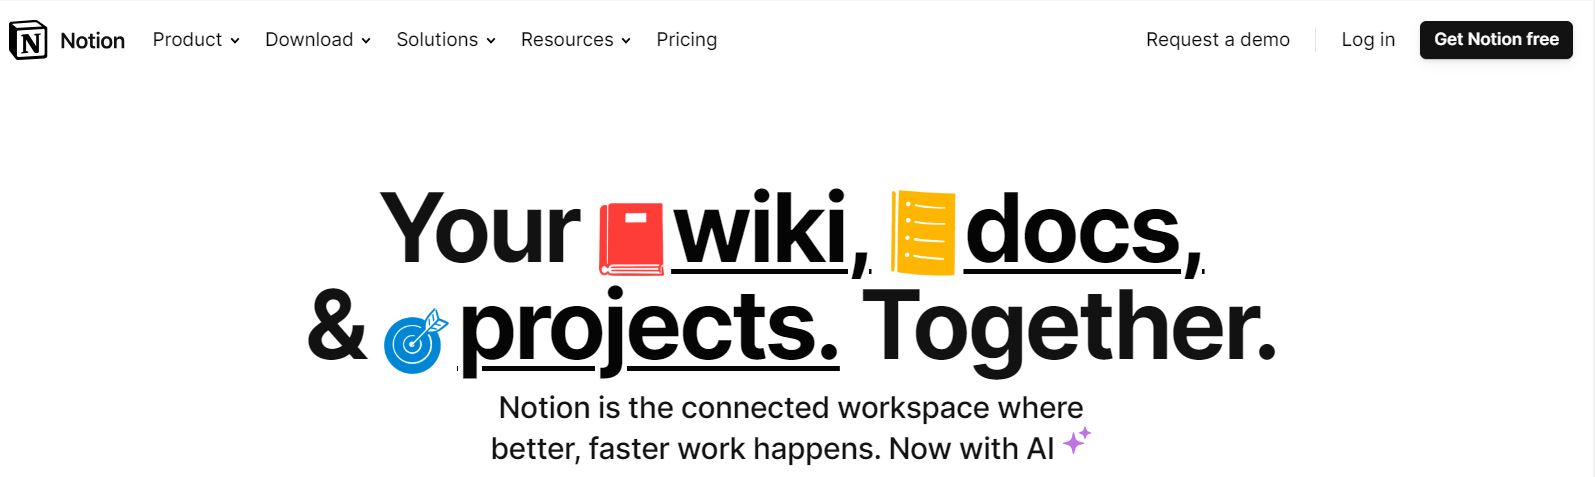 Notion Product Download Solutions Resources Pricing Request a demo Log in Get Notion free
Your wiki, docs,
& projects. Together.
Notion is the connected workspace where
better, faster work happens. Now with AI